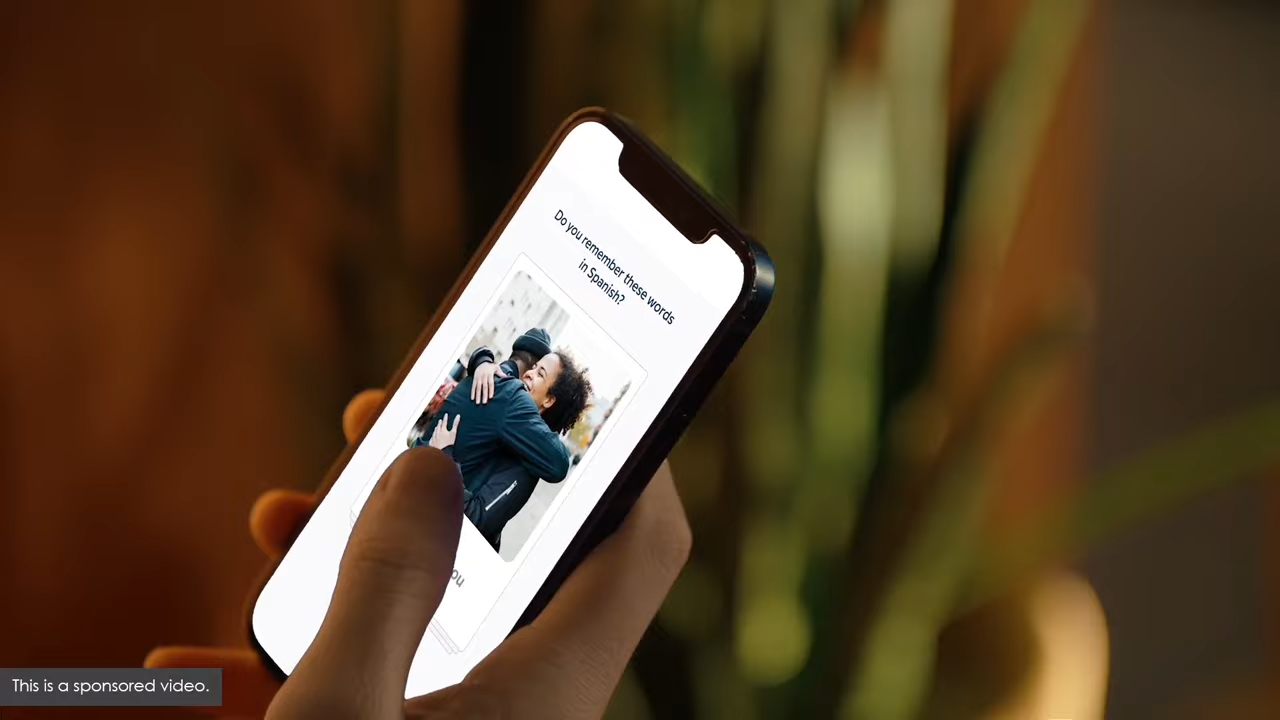 Do you remember these words
in Spanish?
This is a sponsored video.